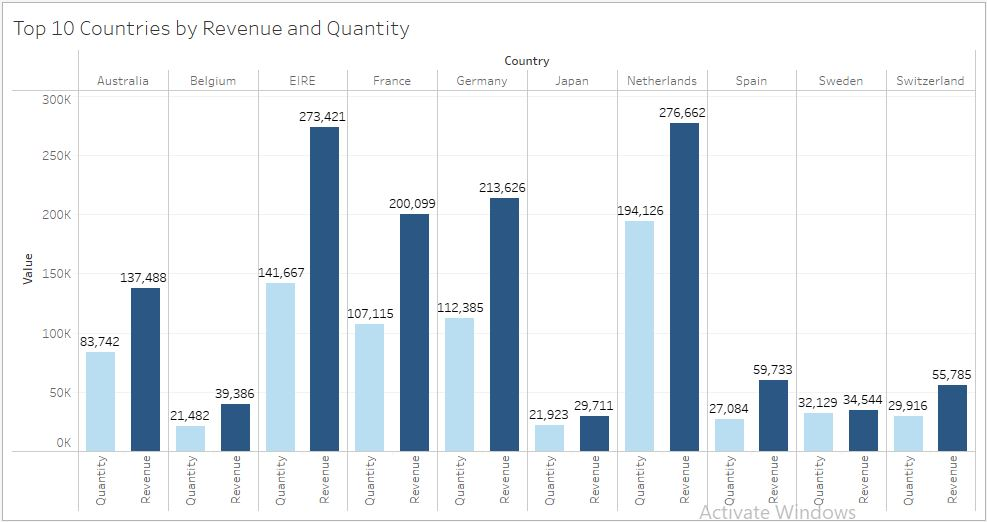 Top 10 Countries by Revenue and Quantity
Country
Australia Belgium EIRE France Germany Japan Netherlands Spain Sweden Switzerland
300K
250K
200K
150K
100K
50K
0K
Value
83,742 137,488 21,482 39,386 141,667 273,421 107,115 200,099 112,385 213,626 21,923 29,711 194,126 276,662 27,084 59,733 32,129 34,544 29,916 55,785
Quantity Revenue Quantity Revenue Quantity Revenue Quantity Revenue Quantity Revenue Quantity Revenue Quantity Revenue Quantity Revenue Quantity Revenue Quantity Revenue
Activate Windows